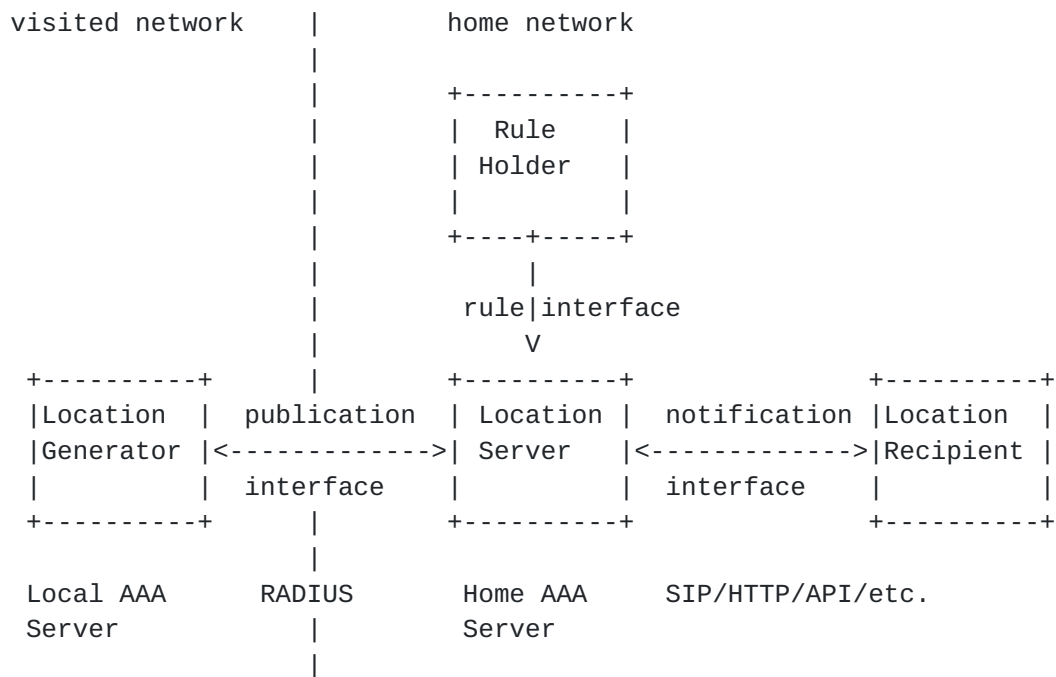 visited network | home network
|
| +----------+
| | Rule |
| | Holder |
| | |
| +----+-----+
| |
| rule|interface
| V
+----------+ | +----------+ +----------+
|Location | publication | Location | notification |Location |
|Generator |<------------->| Server |<------------->|Recipient |
| | interface | | interface | |
+----------+ | +----------+ +----------+
|
Local AAA RADIUS Home AAA SIP/HTTP/API/etc.
Server | Server
|